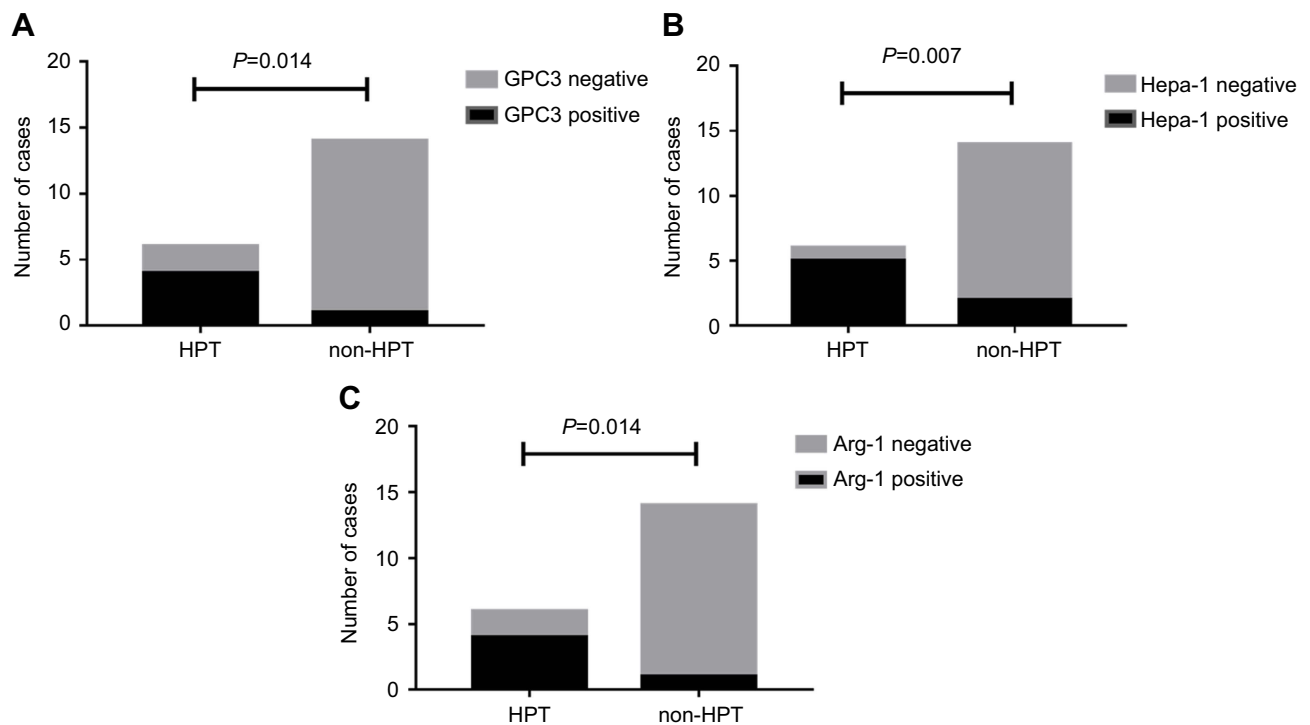 A
P=0.014
GPC3 negative
GPC3 positive
Number of cases
20
15
10
5
0
HPT
non-HPT
B
P=0.007
Hepa-1 negative
Hepa-1 positive
Number of cases
20
15
10
5
0
HPT
non-HPT
C
P=0.014
Arg-1 negative
Arg-1 positive
Number of cases
20
15
10
5
0
HPT
non-HPT